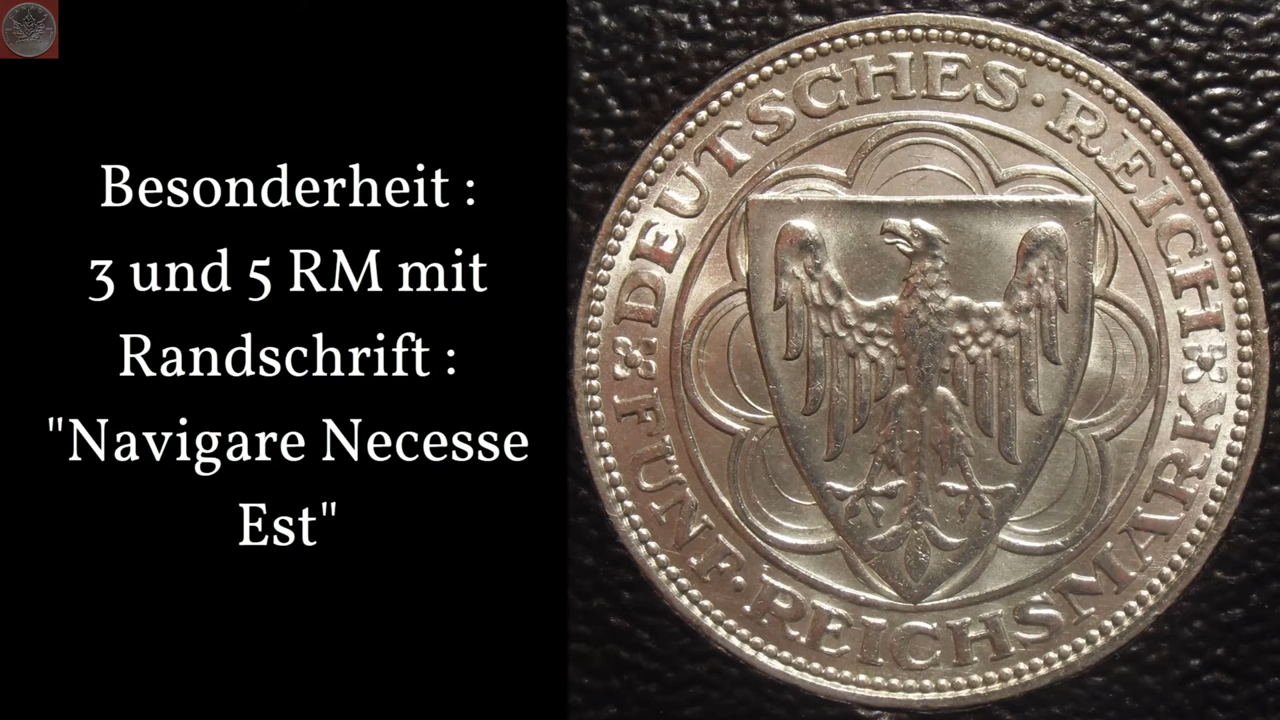 Besonderheit :
3 und 5 RM mit
Randschrift :
"Navigare Necesse
Est"
DEUTSCHES · REICH
FÜNF · REICHSMARK